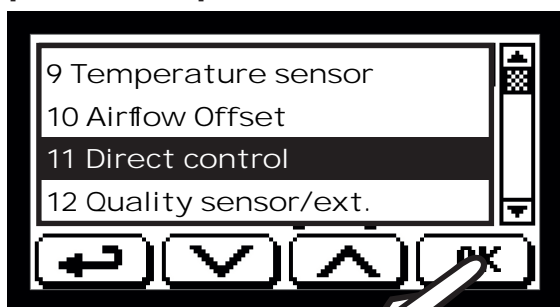 9 Temperature sensor
10 Airflow Offset
11 Direct control
12 Quality sensor/ext.
OK